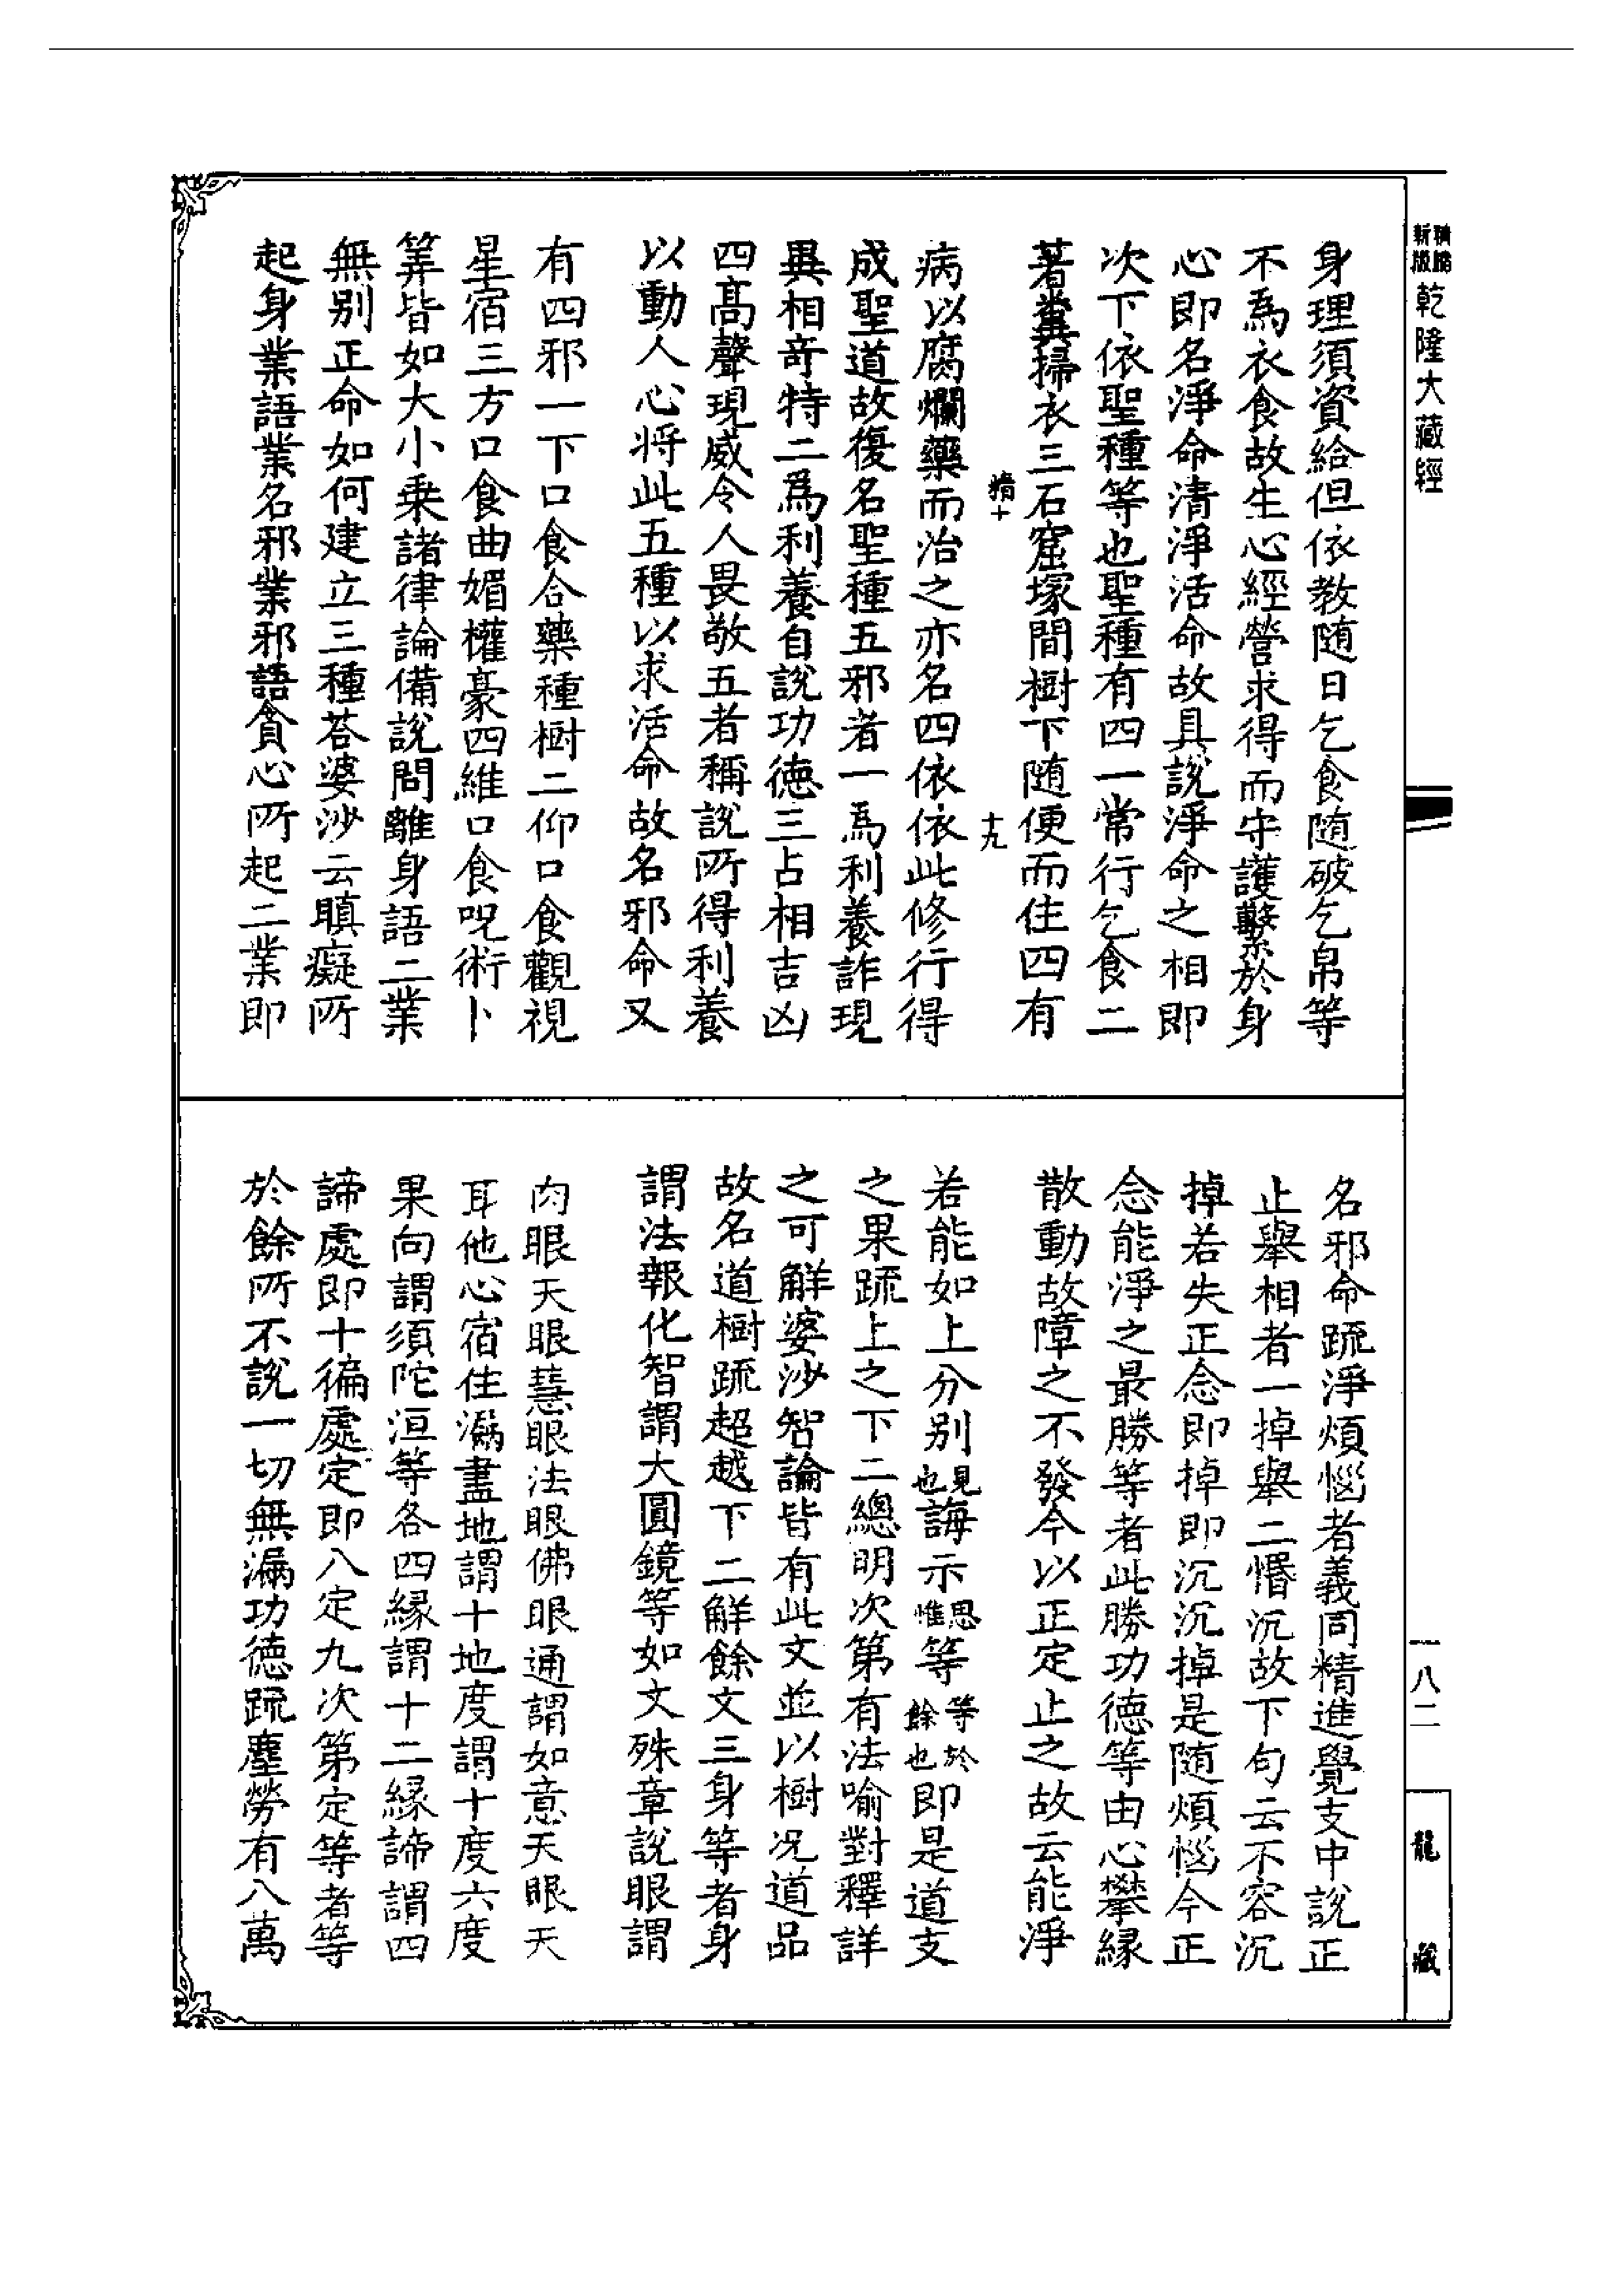 精縮新版乾隆大藏經
身理須資給但依教随日乞食随破乞帛等
不為衣食故生心經營求得而守護繫於身
心即名淨命清淨活命故具說淨命之相即
次下依聖種等也聖種有四一常行乞食二
著糞掃衣三石窟塚間樹下随便而住四有
十九
病以腐爛藥而治之亦名四依依此修行得
成聖道故復名聖種五邪者一為利養詐現
異相竒特二為利養自說功德三占相吉凶
四高聲現威令人畏敬五者稱說所得利養
以動人心將此五種以求活命故名邪命又
有四邪一下口食合藥種樹二仰口食觀視
星宿三方口食曲媚權豪四維口食呪術卜
筭皆如大小乗諸律論備說問離身語二業
無别正命如何建立三種荅婆沙云瞋癡所
起身業語業名邪業邪語貪心所起二業即
名邪命䟽淨煩惱者義同精進覺支中說正
止舉相者一掉舉二惛沉故下句云不容沉
掉若失正念即掉即沉沉掉是随煩惱今正
念能淨之最勝等者此勝功德等由心攀緣
散動故障之不發今以正定止之故云能淨
若能如上分别見也誨示思惟等等於餘也即是道支
之果䟽上之下二總明次第有法喻對釋詳
之可解婆沙智論皆有此文並以樹况道品
故名道樹䟽超越下二解餘文三身等者身
謂法報化智謂大圓鏡等如文殊章說眼謂
肉眼天眼慧眼法眼佛眼通謂如意天眼天
耳他心宿住漏盡地謂十地度謂十度六度
果向謂須陀洹等各四緣謂十二緣諦謂四
諦處即十徧處定即八定九次第定等者等
於餘所不說一切無漏功德䟽塵勞有八萬
一八二
龍藏